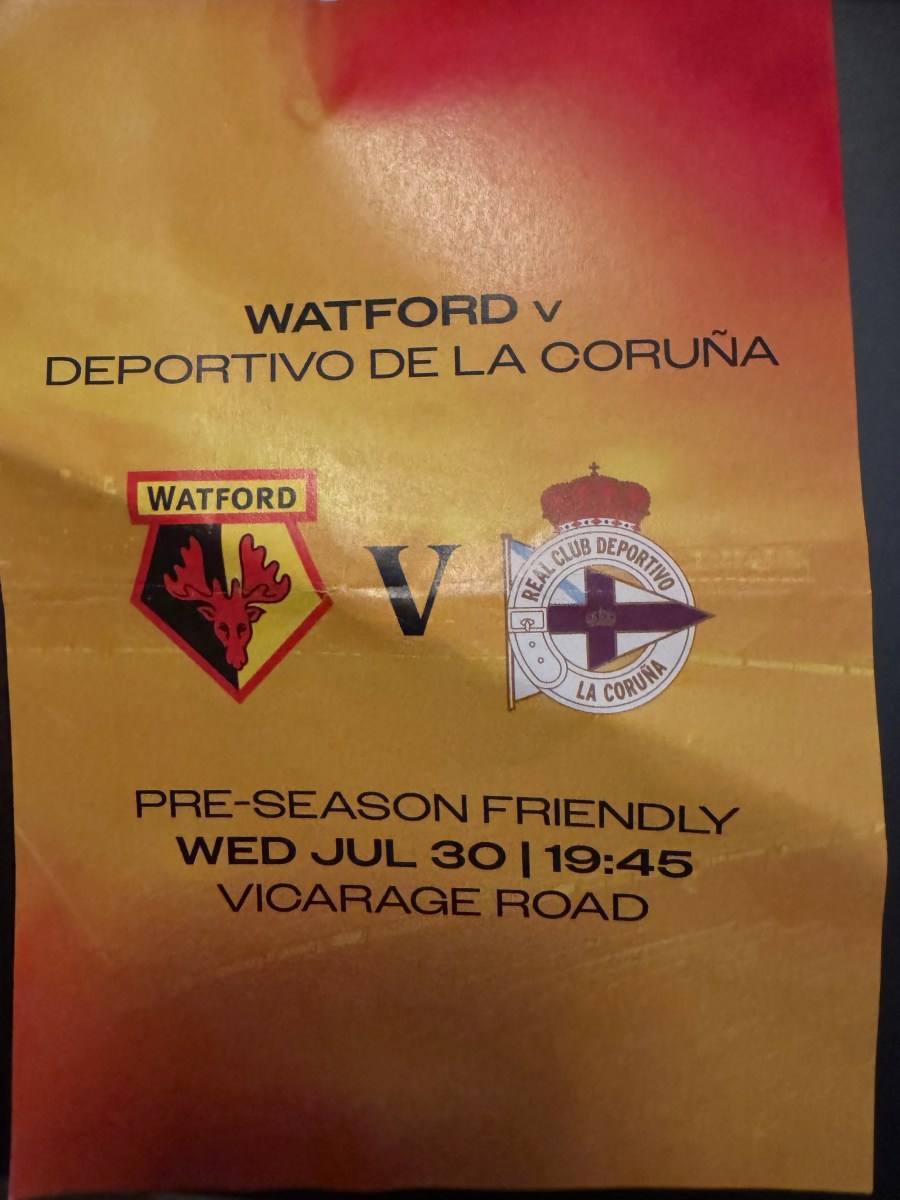 WATFORD v
DEPORTIVO DE LA CORUÑA
WATFORD
V
REAL CLUB DEPORTIVO
LA CORUÑA
PRE-SEASON FRIENDLY
WED JUL 30 | 19:45
VICARAGE ROAD